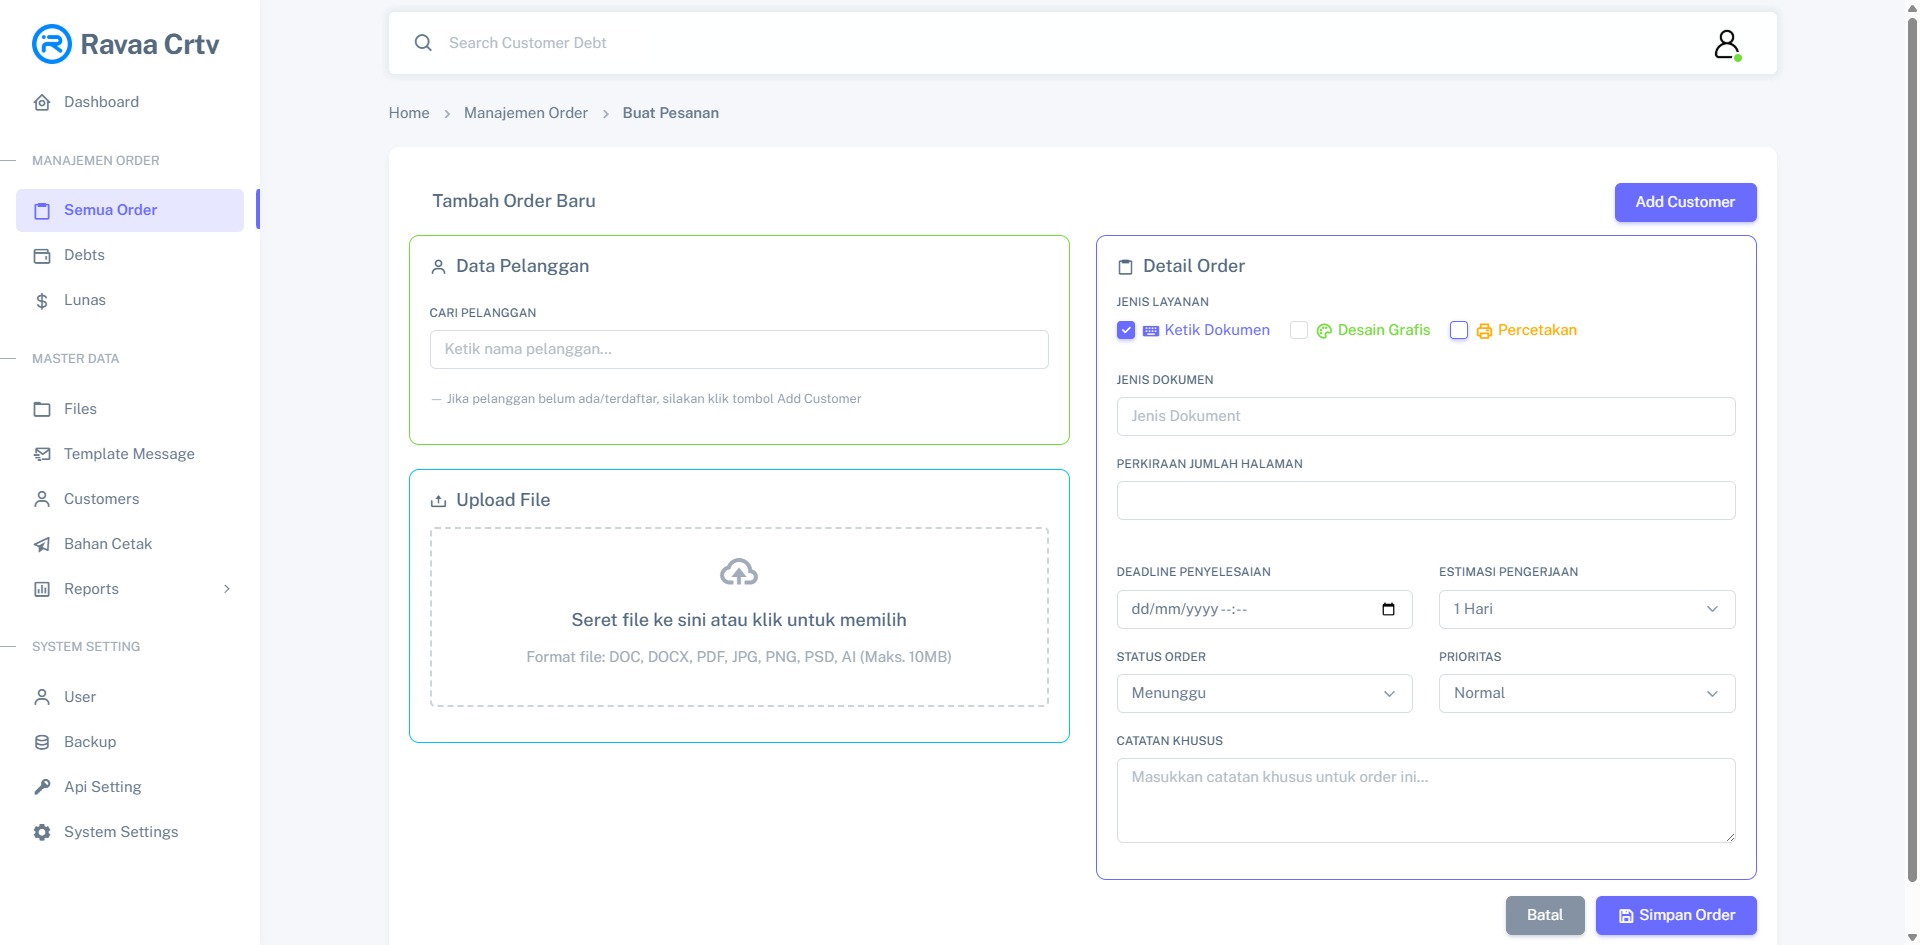 Ravaa Crtv
Dashboard
MANAJEMEN ORDER
Semua Order
Debts
Lunas
MASTER DATA
Files
Template Message
Customers
Bahan Cetak
Reports
SYSTEM SETTING
User
Backup
Api Setting
System Settings
Search Customer Debt
Home > Manajemen Order > Buat Pesanan
Tambah Order Baru
Add Customer
Data Pelanggan
CARI PELANGGAN
Ketik nama pelanggan...
— Jika pelanggan belum ada/terdaftar, silakan klik tombol Add Customer
Upload File
Seret file ke sini atau klik untuk memilih
Format file: DOC, DOCX, PDF, JPG, PNG, PSD, AI (Maks. 10MB)
Detail Order
JENIS LAYANAN
Ketik Dokumen Desain Grafis Percetakan
JENIS DOKUMEN
Jenis Dokument
PERKIRAAN JUMLAH HALAMAN
DEADLINE PENYELESAIAN ESTIMASI PENGERJAAN
dd/mm/yyyy --:-- 1 Hari
STATUS ORDER PRIORITAS
Menunggu Normal
CATATAN KHUSUS
Masukkan catatan khusus untuk order ini...
Batal Simpan Order